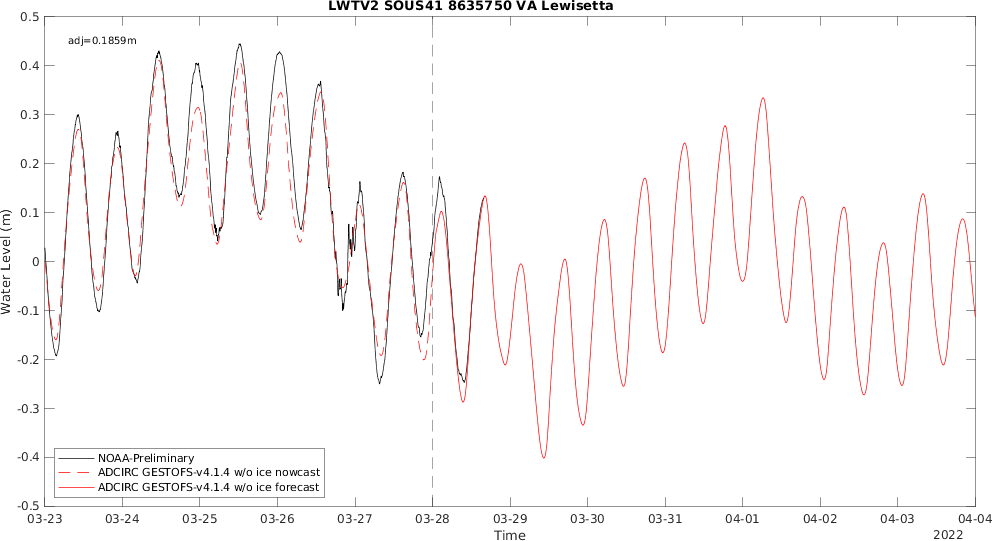 LWTV2 SOUS41 8635750 VA Lewisetta
adj=0.1859m
Water Level (m)
0.5
0.4
0.3
0.2
0.1
0
-0.1
-0.2
-0.3
-0.4
-0.5
NOAA-Preliminary
ADCIRC GESTOFS-v4.1.4 w/o ice nowcast
ADCIRC GESTOFS-v4.1.4 w/o ice forecast
03-23 03-24 03-25 03-26 03-27 03-28 03-29 03-30 03-31 04-01 04-02 04-03 04-04
Time
2022